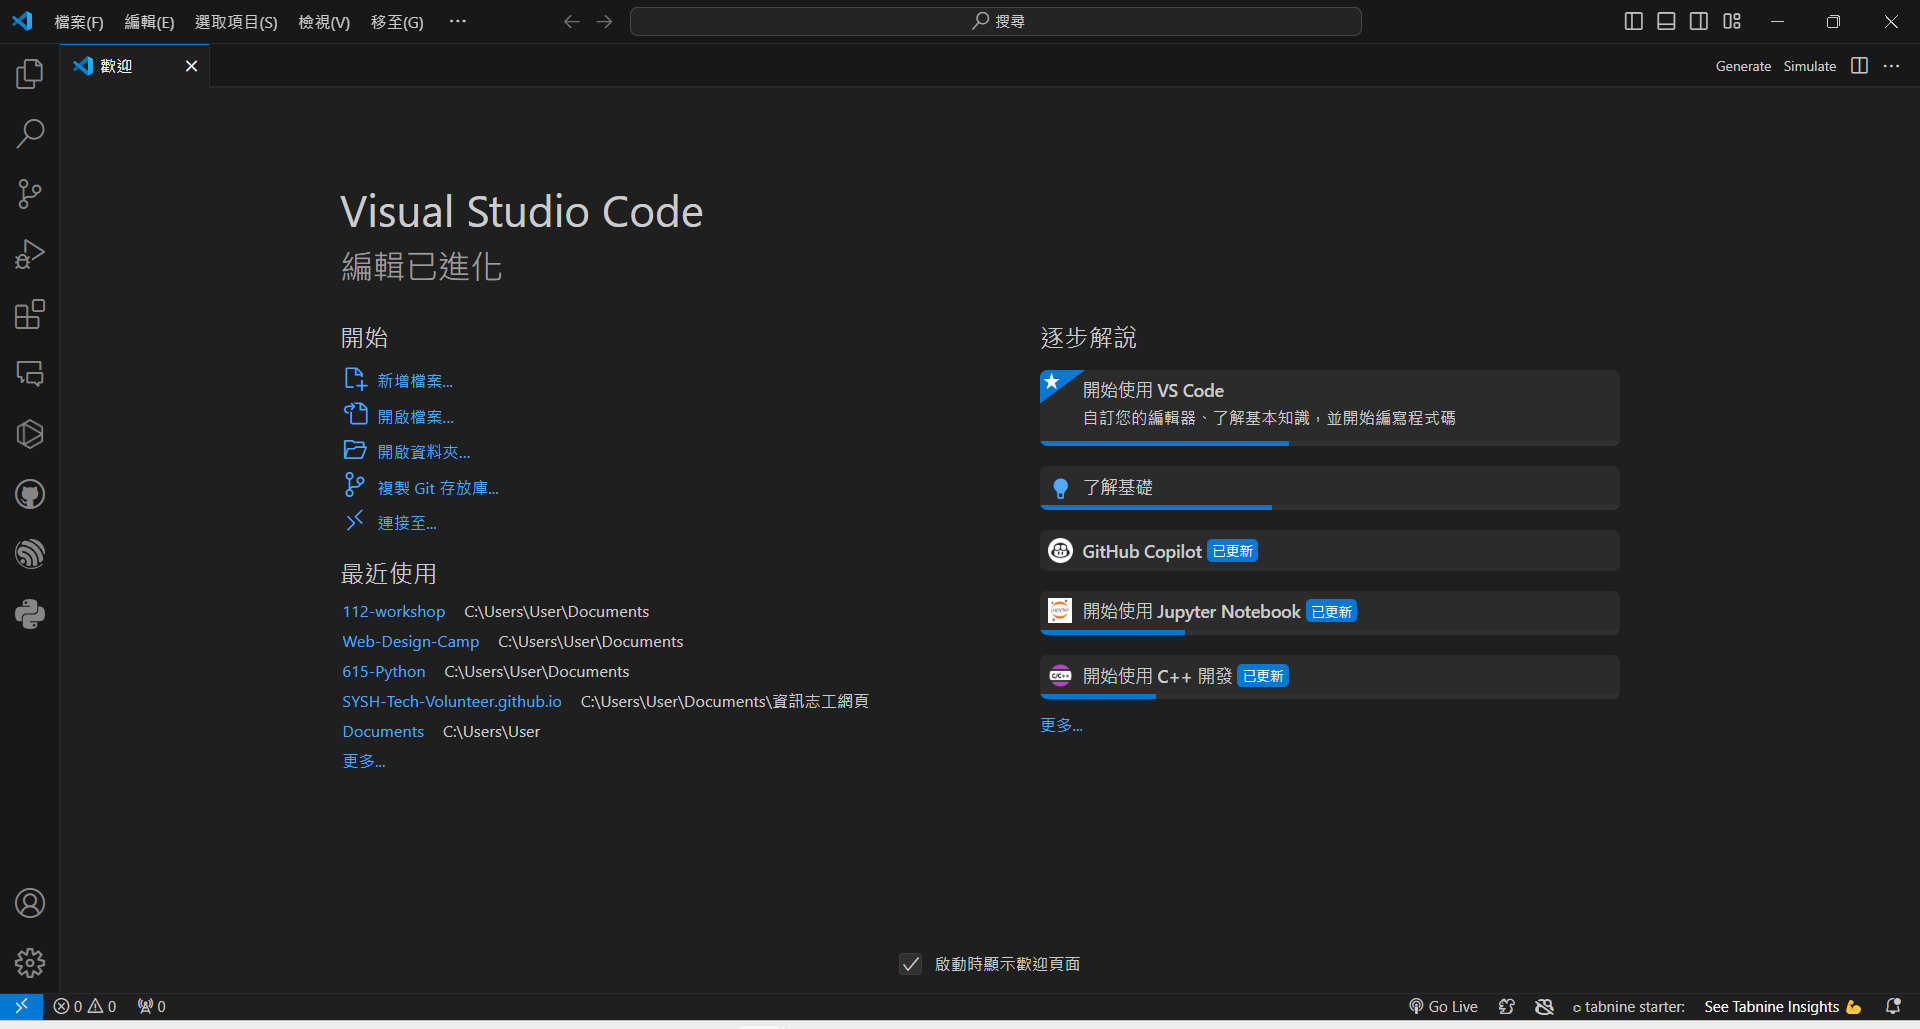 檔案(F) 編輯(E) 選取項目(S) 檢視(V) 移至(G) ··· 搜尋
歡迎 Generate Simulate
Visual Studio Code
編輯已進化
開始
新增檔案...
開啟檔案...
開啟資料夾...
複製 Git 存放庫...
連接至...
最近使用
112-workshop C:\Users\User\Documents
Web-Design-Camp C:\Users\User\Documents
615-Python C:\Users\User\Documents
SYSH-Tech-Volunteer.github.io C:\Users\User\Documents\資訊志工網頁
Documents C:\Users\User
更多...
逐步解說
開始使用 VS Code
自訂您的編輯器、了解基本知識，並開始編寫程式碼
了解基礎
GitHub Copilot 已更新
jupyter
開始使用 Jupyter Notebook 已更新
C/C++
開始使用 C++ 開發 已更新
更多...
啟動時顯示歡迎頁面
0 0 0 Go Live tabnine starter: See Tabnine Insights 💪